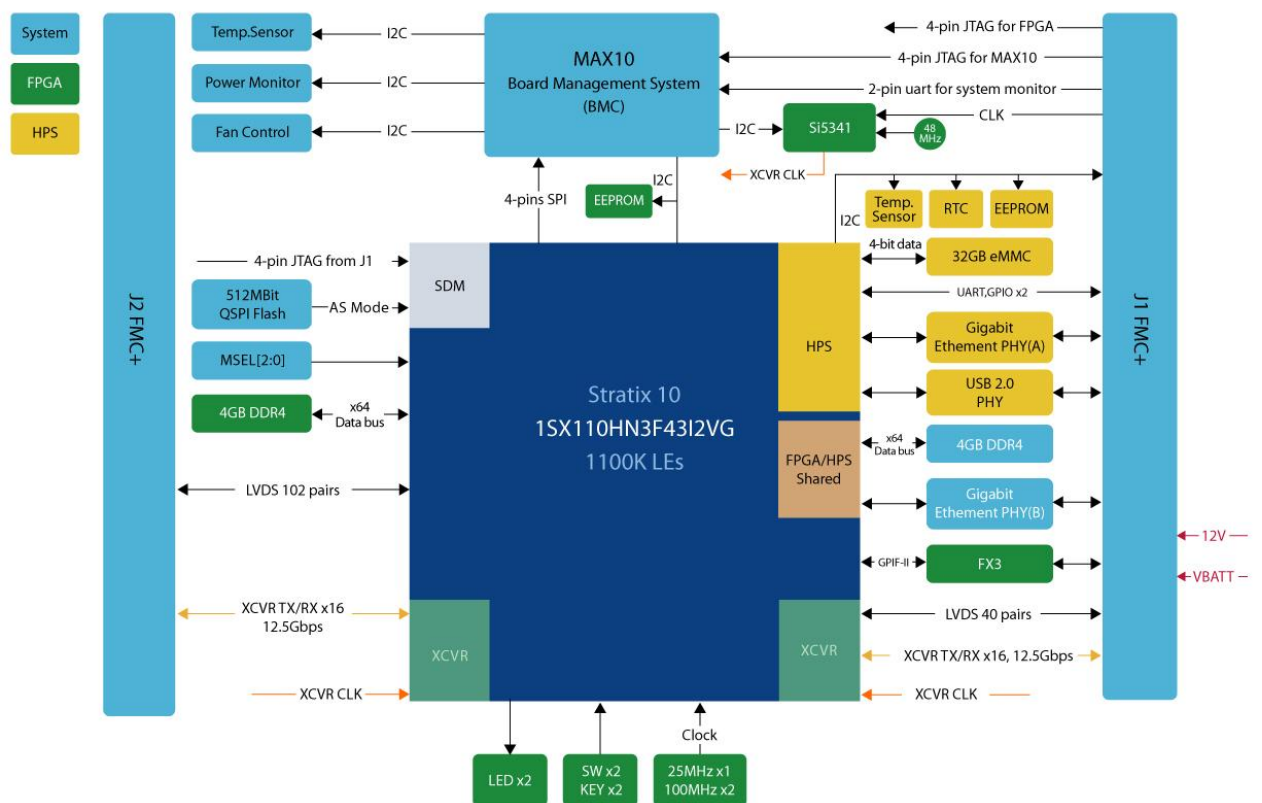 System
FPGA
HPS
J2 FMC+
Temp.Sensor
I2C
Power Monitor
I2C
Fan Control
I2C
MAX10
Board Management System
(BMC)
4-pin JTAG for FPGA
4-pin JTAG for MAX10
2-pin uart for system monitor
CLK
I2C
Si5341
48
MHz
XCVR CLK
4-pins SPI
I2C
EEPROM
I2C
Temp.
Sensor
RTC
EEPROM
4-pin JTAG from J1
SDM
512MBit
QSPI Flash
AS Mode
MSEL[2:0]
4GB DDR4
x64
Data bus
LVDS 102 pairs
XCVR TX/RX x16
12.5Gbps
XCVR CLK
XCVR
Stratix 10
1SX110HN3F43I2VG
1100K LEs
HPS
FPGA/HPS
Shared
XCVR
4-bit data
32GB eMMC
UART,GPIO x2
Gigabit
Ethement PHY(A)
USB 2.0
PHY
x64
Data bus
4GB DDR4
Gigabit
Ethement PHY(B)
GPIF-II
FX3
LVDS 40 pairs
XCVR TX/RX x16, 12.5Gbps
XCVR CLK
J1 FMC+
12V
VBATT
LED x2
SW x2
KEY x2
Clock
25MHz x1
100MHz x2